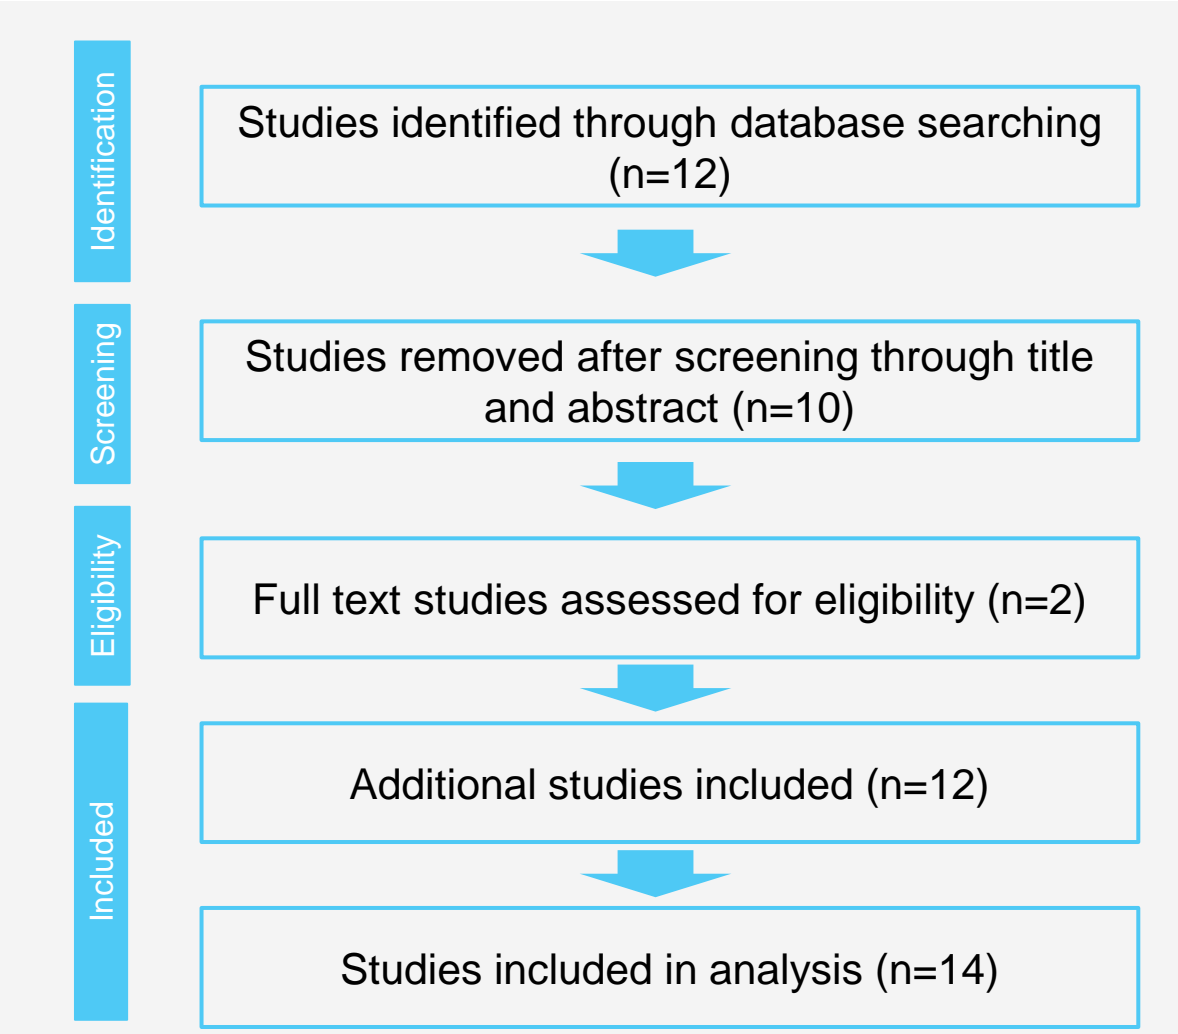 Identification
Studies identified through database searching
(n=12)
Screening
Studies removed after screening through title
and abstract (n=10)
Eligibility
Full text studies assessed for eligibility (n=2)
Included
Additional studies included (n=12)
Studies included in analysis (n=14)